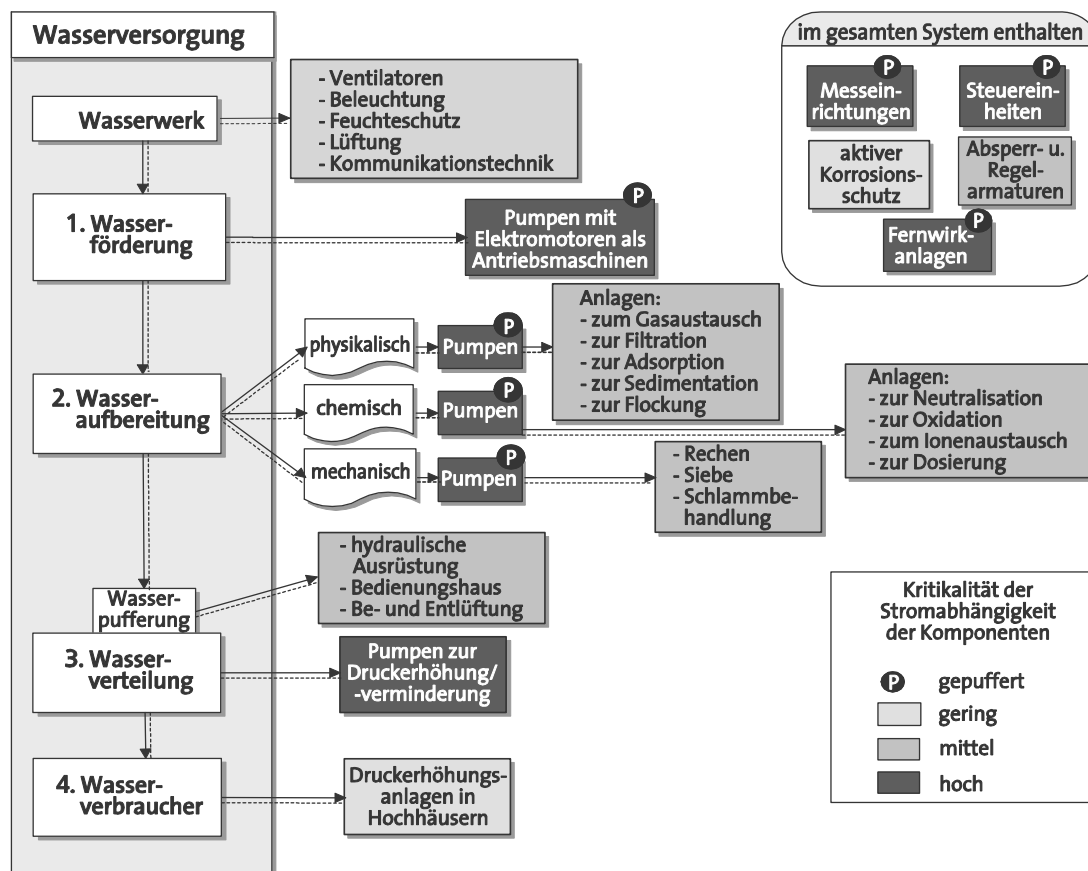 Wasserversorgung
Wasserwerk
- Ventilatoren
- Beleuchtung
- Feuchteschutz
- Lüftung
- Kommunikationstechnik
1. Wasser-
förderung
P
Pumpen mit
Elektromotoren als
Antriebsmaschinen
2. Wasser-
aufbereitung
physikalisch
P
Pumpen
Anlagen:
- zum Gasaustausch
- zur Filtration
- zur Adsorption
- zur Sedimentation
- zur Flockung
chemisch
P
Pumpen
Anlagen:
- zur Neutralisation
- zur Oxidation
- zum Ionenaustausch
- zur Dosierung
mechanisch
P
Pumpen
- Rechen
- Siebe
- Schlammbe-
handlung
Wasser-
pufferung
- hydraulische
Ausrüstung
- Bedienungshaus
- Be- und Entlüftung
3. Wasser-
verteilung
Pumpen zur
Druckerhöhung/
-verminderung
4. Wasser-
verbraucher
Druckerhöhungs-
anlagen in
Hochhäusern
im gesamten System enthalten
P
Messein-
richtungen
P
Steuerein-
heiten
aktiver
Korrosions-
schutz
Absperr- u.
Regel-
armaturen
P
Fernwirk-
anlagen
Kritikalität der
Stromabhängigkeit
der Komponenten
P gepuffert
gering
mittel
hoch